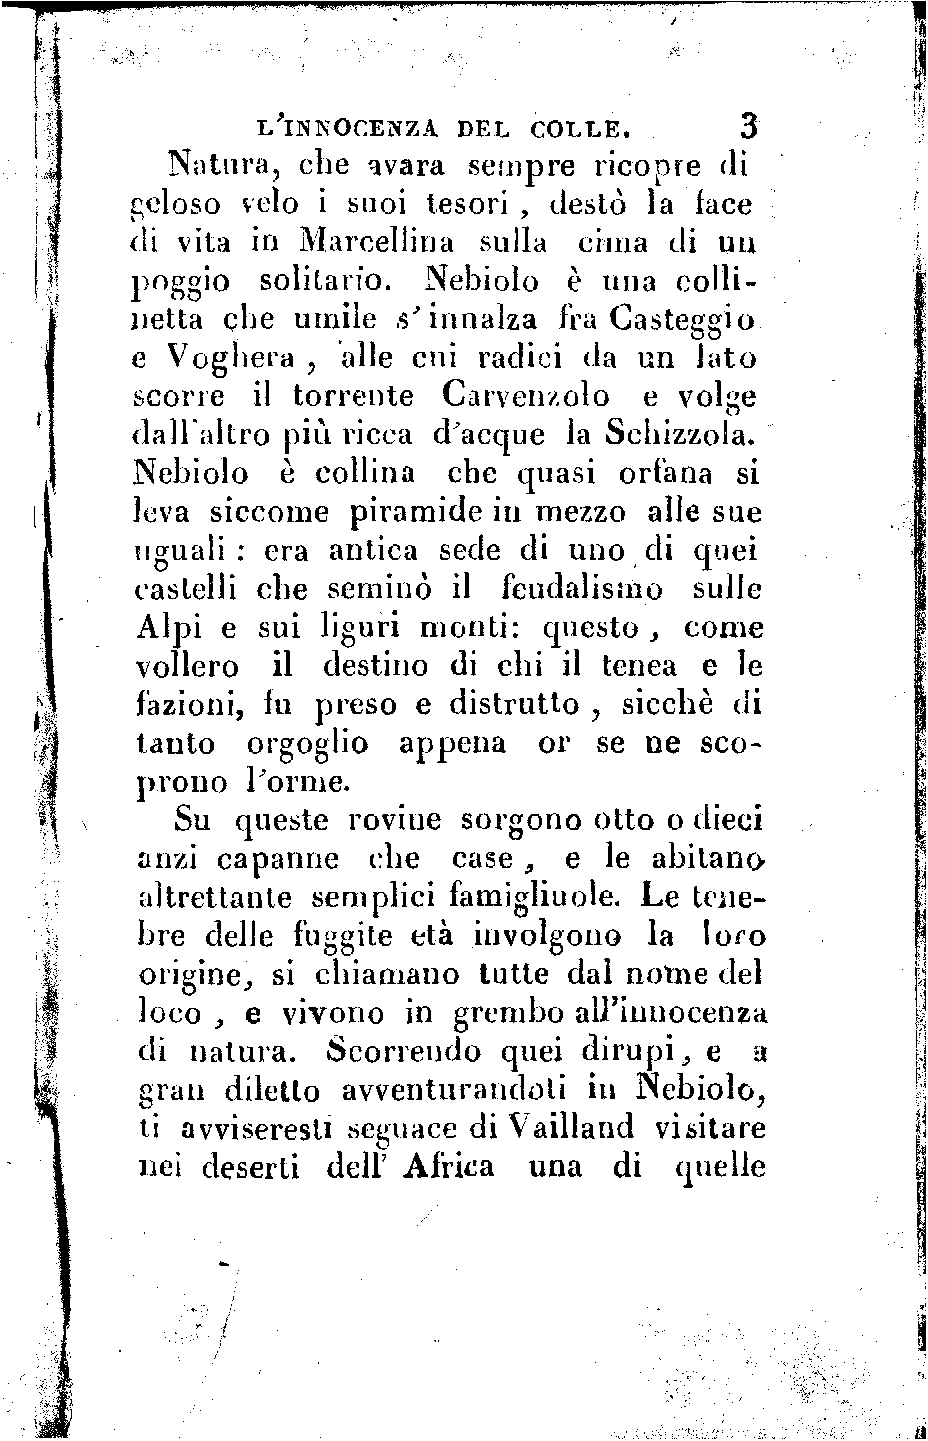 L'INNOCENZA DEL COLLE. 3
Natura, che avara sempre ricopre di
geloso velo i suoi tesori, destò la face
di vita in Marcellina sulla cima di un
poggio solitario. Nebiolo è una colli-
netta che umile s'innalza fra Casteggio
e Voghera, alle cui radici da un lato
scorre il torrente Carvenzolo e volge
dall'altro più ricca d'acque la Schizzola.
Nebiolo è collina che quasi orfana si
leva siccome piramide in mezzo alle sue
uguali: era antica sede di uno di quei
castelli che seminò il feudalismo sulle
Alpi e sui liguri monti: questo, come
vollero il destino di chi il tenea e le
fazioni, fu preso e distrutto, sicchè di
tanto orgoglio appena or se ne sco-
prono l'orme.
Su queste rovine sorgono otto o dieci
anzi capanne che case, e le abitano
altrettante semplici famigliuole. Le tene-
bre delle fuggite età involgono la loro
origine, si chiamano tutte dal nome del
loco, e vivono in grembo all'innocenza
di natura. Scorrendo quei dirupi, e a
gran diletto avventurandoti in Nebiolo,
ti avviseresti seguace di Vailland visitare
nei deserti dell'Africa una di quelle